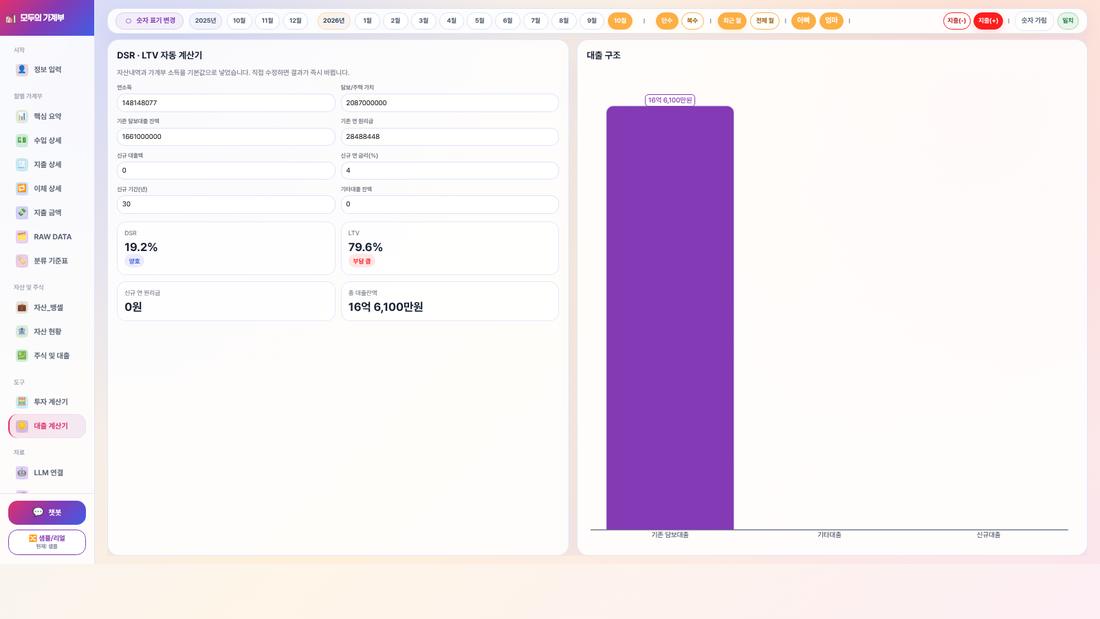 모두의 가계부
시작
정보 입력
월별 가계부
핵심 요약
수입 상세
지출 상세
이체 상세
지출 금액
RAW DATA
분류 기준표
자산 및 주식
자산_뱅샐
자산 현황
주식 및 대출
도구
투자 계산기
대출 계산기
자료
LLM 연결
챗봇
샘플/리얼
현재: 샘플
숫자 표기 변경 2025년 10월 11월 12월 2026년 1월 2월 3월 4월 5월 6월 7월 8월 9월 10월 | 단수 복수 | 최근 월 전체 월 | 아빠 엄마 | 지출(-) 지출(+) | 숫자 가림 일치
DSR · LTV 자동 계산기
자산내역과 가계부 소득을 기본값으로 넣었습니다. 직접 수정하면 결과가 즉시 바뀝니다.
연소득 담보/주택 가치
148148077 2087000000
기존 담보대출 잔액 기존 연 원리금
1661000000 28488448
신규 대출액 신규 연 금리(%)
0 4
신규 기간(년) 기타대출 잔액
30 0
DSR LTV
19.2% 79.6%
양호 부담 큼
신규 연 원리금 총 대출잔액
0원 16억 6,100만원
대출 구조
16억 6,100만원
기존 담보대출 기타대출 신규대출